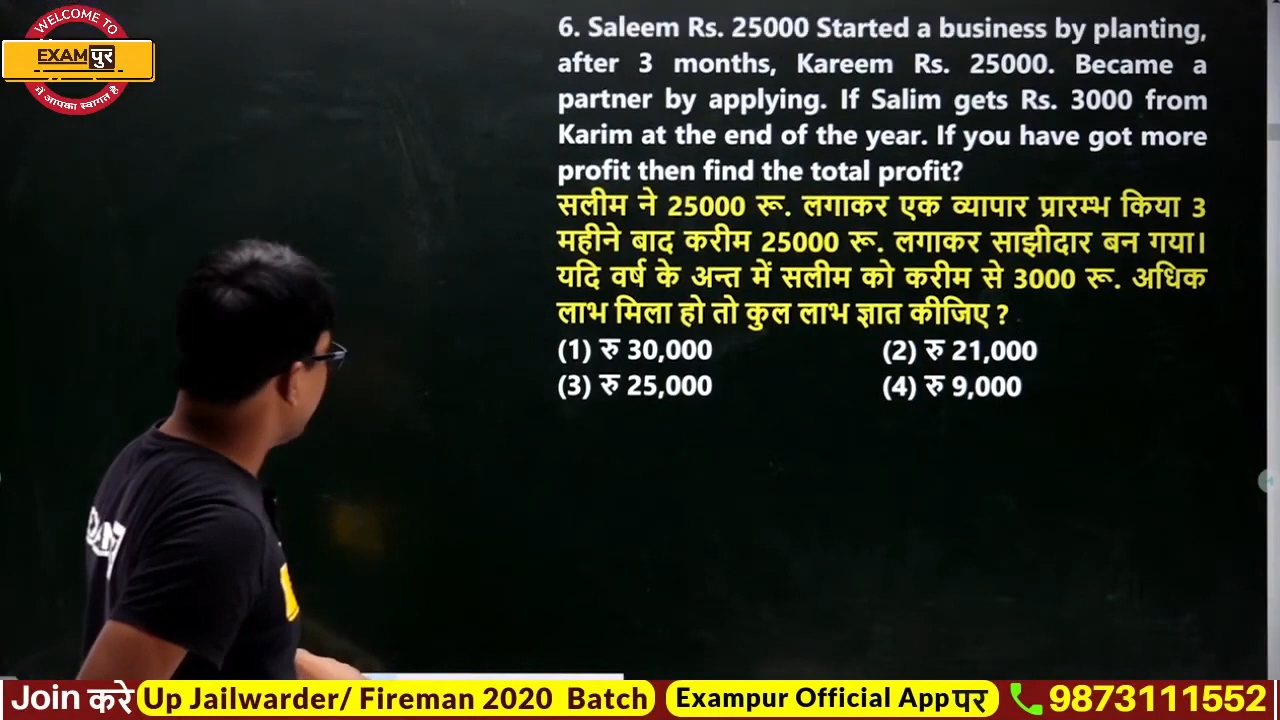 WELCOME TO
EXAMपुर
में आपका स्वागत है
6. Saleem Rs. 25000 Started a business by planting,
after 3 months, Kareem Rs. 25000. Became a
partner by applying. If Salim gets Rs. 3000 from
Karim at the end of the year. If you have got more
profit then find the total profit?
सलीम ने 25000 रू. लगाकर एक व्यापार प्रारम्भ किया 3
महीने बाद करीम 25000 रू. लगाकर साझीदार बन गया।
यदि वर्ष के अन्त में सलीम को करीम से 3000 रू. अधिक
लाभ मिला हो तो कुल लाभ ज्ञात कीजिए ?
(1) रु 30,000 (2) रु 21,000
(3) रु 25,000 (4) रु 9,000
Join करे Up Jailwarder/ Fireman 2020 Batch Exampur Official App पर 9873111552